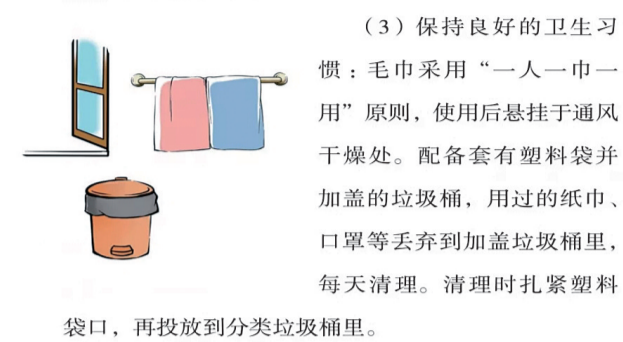 （3）保持良好的卫生习
惯：毛巾采用“一人一巾一
用”原则，使用后悬挂于通风
干燥处。配备套有塑料袋并
加盖的垃圾桶，用过的纸巾、
口罩等丢弃到加盖垃圾桶里，
每天清理。清理时扎紧塑料
袋口，再投放到分类垃圾桶里。